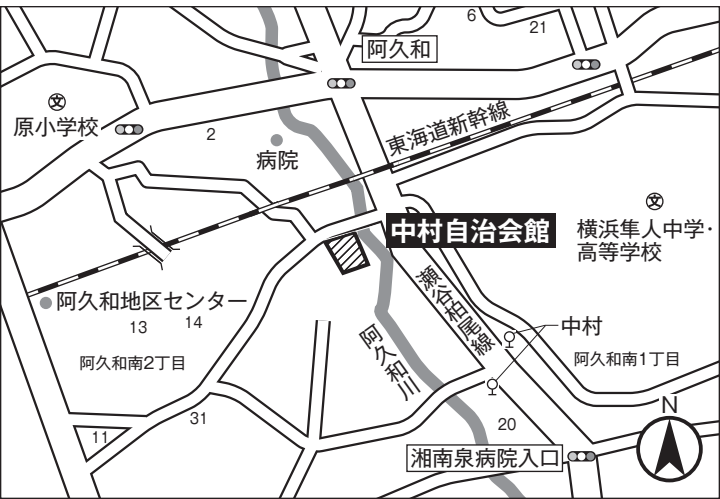 6
21
阿久和
文
原小学校
2
病院
東海道新幹線
文
中村自治会館
横浜隼人中学・
高等学校
阿久和地区センター
13
14
瀬谷柏尾線
阿久和川
中村
阿久和南2丁目
阿久和南1丁目
31
11
20
N
湘南泉病院入口